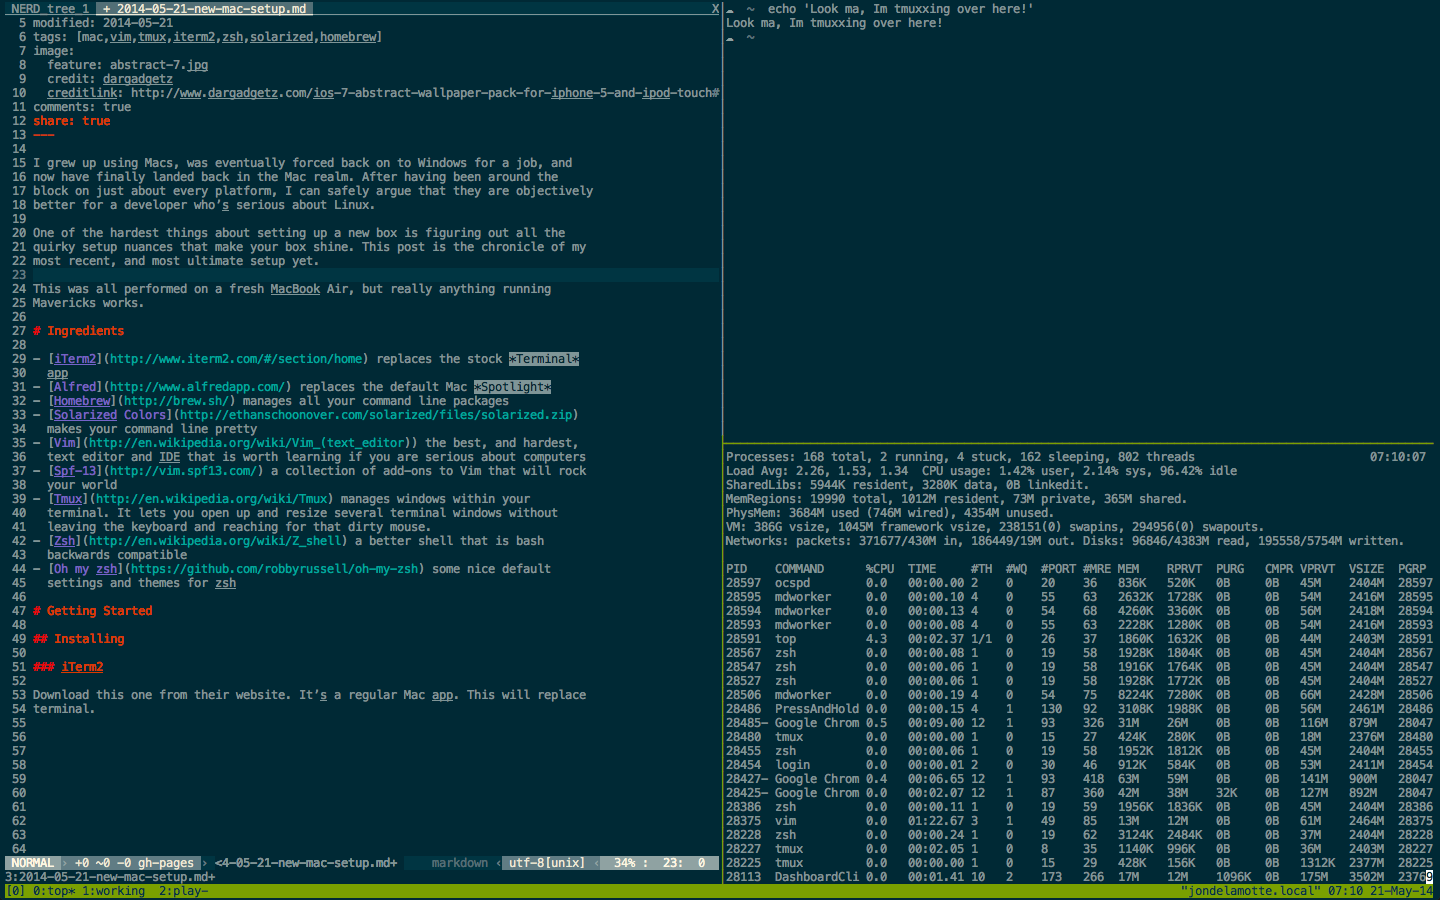 NERD_tree_1  + 2014-05-21-new-mac-setup.md X
5 modified: 2014-05-21
6 tags: [mac,vim,tmux,iterm2,zsh,solarized,homebrew]
7 image:
8   feature: abstract-7.jpg
9   credit: dargadgetz
10   creditlink: http://www.dargadgetz.com/ios-7-abstract-wallpaper-pack-for-iphone-5-and-ipod-touch#
11 comments: true
12 share: true
13 ---
14
15 I grew up using Macs, was eventually forced back on to Windows for a job, and
16 now have finally landed back in the Mac realm. After having been around the
17 block on just about every platform, I can safely argue that they are objectively
18 better for a developer who's serious about Linux.
19
20 One of the hardest things about setting up a new box is figuring out all the
21 quirky setup nuances that make your box shine. This post is the chronicle of my
22 most recent, and most ultimate setup yet.
23
24 This was all performed on a fresh MacBook Air, but really anything running
25 Mavericks works.
26
27 # Ingredients
28
29 - [iTerm2](http://www.iterm2.com/#/section/home) replaces the stock *Terminal*
30   app
31 - [Alfred](http://www.alfredapp.com/) replaces the default Mac *Spotlight*
32 - [Homebrew](http://brew.sh/) manages all your command line packages
33 - [Solarized Colors](http://ethanschoonover.com/solarized/files/solarized.zip)
34   makes your command line pretty
35 - [Vim](http://en.wikipedia.org/wiki/Vim_(text_editor)) the best, and hardest,
36   text editor and IDE that is worth learning if you are serious about computers
37 - [Spf-13](http://vim.spf13.com/) a collection of add-ons to Vim that will rock
38   your world
39 - [Tmux](http://en.wikipedia.org/wiki/Tmux) manages windows within your
40   terminal. It lets you open up and resize several terminal windows without
41   leaving the keyboard and reaching for that dirty mouse.
42 - [Zsh](http://en.wikipedia.org/wiki/Z_shell) a better shell that is bash
43   backwards compatible
44 - [Oh my zsh](https://github.com/robbyrussell/oh-my-zsh) some nice default
45   settings and themes for zsh
46
47 # Getting Started
48
49 ## Installing
50
51 ### iTerm2
52
53 Download this one from their website. It's a regular Mac app. This will replace
54 terminal.
55
56
57
58
59
60
61
62
63
64
NORMAL › +0 ~0 -0 gh-pages › <4-05-21-new-mac-setup.md+ markdown ‹ utf-8[unix] ‹ 34% : 23: 0
3:2014-05-21-new-mac-setup.md+
☁  ~  echo 'Look ma, Im tmuxxing over here!'
Look ma, Im tmuxxing over here!
☁  ~
Processes: 168 total, 2 running, 4 stuck, 162 sleeping, 802 threads 07:10:07
Load Avg: 2.26, 1.53, 1.34  CPU usage: 1.42% user, 2.14% sys, 96.42% idle
SharedLibs: 5944K resident, 3280K data, 0B linkedit.
MemRegions: 19990 total, 1012M resident, 73M private, 365M shared.
PhysMem: 3684M used (746M wired), 4354M unused.
VM: 386G vsize, 1045M framework vsize, 238151(0) swapins, 294956(0) swapouts.
Networks: packets: 371677/430M in, 186449/19M out. Disks: 96846/4383M read, 195558/5754M written.
PID COMMAND %CPU TIME #TH #WQ #PORT #MRE MEM RPRVT PURG CMPR VPRVT VSIZE PGRP
28597 ocspd 0.0 00:00.00 2 0 20 36 836K 520K 0B 0B 45M 2404M 28597
28595 mdworker 0.0 00:00.10 4 0 55 63 2632K 1728K 0B 0B 54M 2416M 28595
28594 mdworker 0.0 00:00.13 4 0 54 68 4260K 3360K 0B 0B 56M 2418M 28594
28593 mdworker 0.0 00:00.08 4 0 55 63 2228K 1280K 0B 0B 54M 2416M 28593
28591 top 4.3 00:02.37 1/1 0 26 37 1860K 1632K 0B 0B 44M 2403M 28591
28567 zsh 0.0 00:00.08 1 0 19 58 1928K 1804K 0B 0B 45M 2404M 28567
28547 zsh 0.0 00:00.06 1 0 19 58 1916K 1764K 0B 0B 45M 2404M 28547
28527 zsh 0.0 00:00.06 1 0 19 58 1928K 1772K 0B 0B 45M 2404M 28527
28506 mdworker 0.0 00:00.19 4 0 54 75 8224K 7280K 0B 0B 66M 2428M 28506
28486 PressAndHold 0.0 00:00.15 4 1 130 92 3108K 1988K 0B 0B 56M 2461M 28486
28485- Google Chrom 0.5 00:09.00 12 1 93 326 31M 26M 0B 0B 116M 879M 28047
28480 tmux 0.0 00:00.00 1 0 15 27 424K 280K 0B 0B 18M 2376M 28480
28455 zsh 0.0 00:00.06 1 0 19 58 1952K 1812K 0B 0B 45M 2404M 28455
28454 login 0.0 00:00.01 2 0 30 46 912K 584K 0B 0B 53M 2411M 28454
28427- Google Chrom 0.4 00:06.65 12 1 93 418 63M 59M 0B 0B 141M 900M 28047
28425- Google Chrom 0.0 00:02.07 12 1 87 360 42M 38M 32K 0B 127M 892M 28047
28386 zsh 0.0 00:00.11 1 0 19 59 1956K 1836K 0B 0B 45M 2404M 28386
28375 vim 0.0 01:22.67 3 1 49 85 13M 12M 0B 0B 61M 2464M 28375
28228 zsh 0.0 00:00.24 1 0 19 62 3124K 2484K 0B 0B 37M 2404M 28228
28227 tmux 0.0 00:02.05 1 0 8 35 1140K 996K 0B 0B 36M 2403M 28227
28225 tmux 0.0 00:00.00 1 0 15 29 428K 156K 0B 0B 1312K 2377M 28225
28113 DashboardCli 0.0 00:01.41 10 2 173 266 17M 12M 1096K 0B 175M 3502M 23769
[0] 0:top* 1:working  2:play- "jondelamotte.local" 07:10 21-May-14